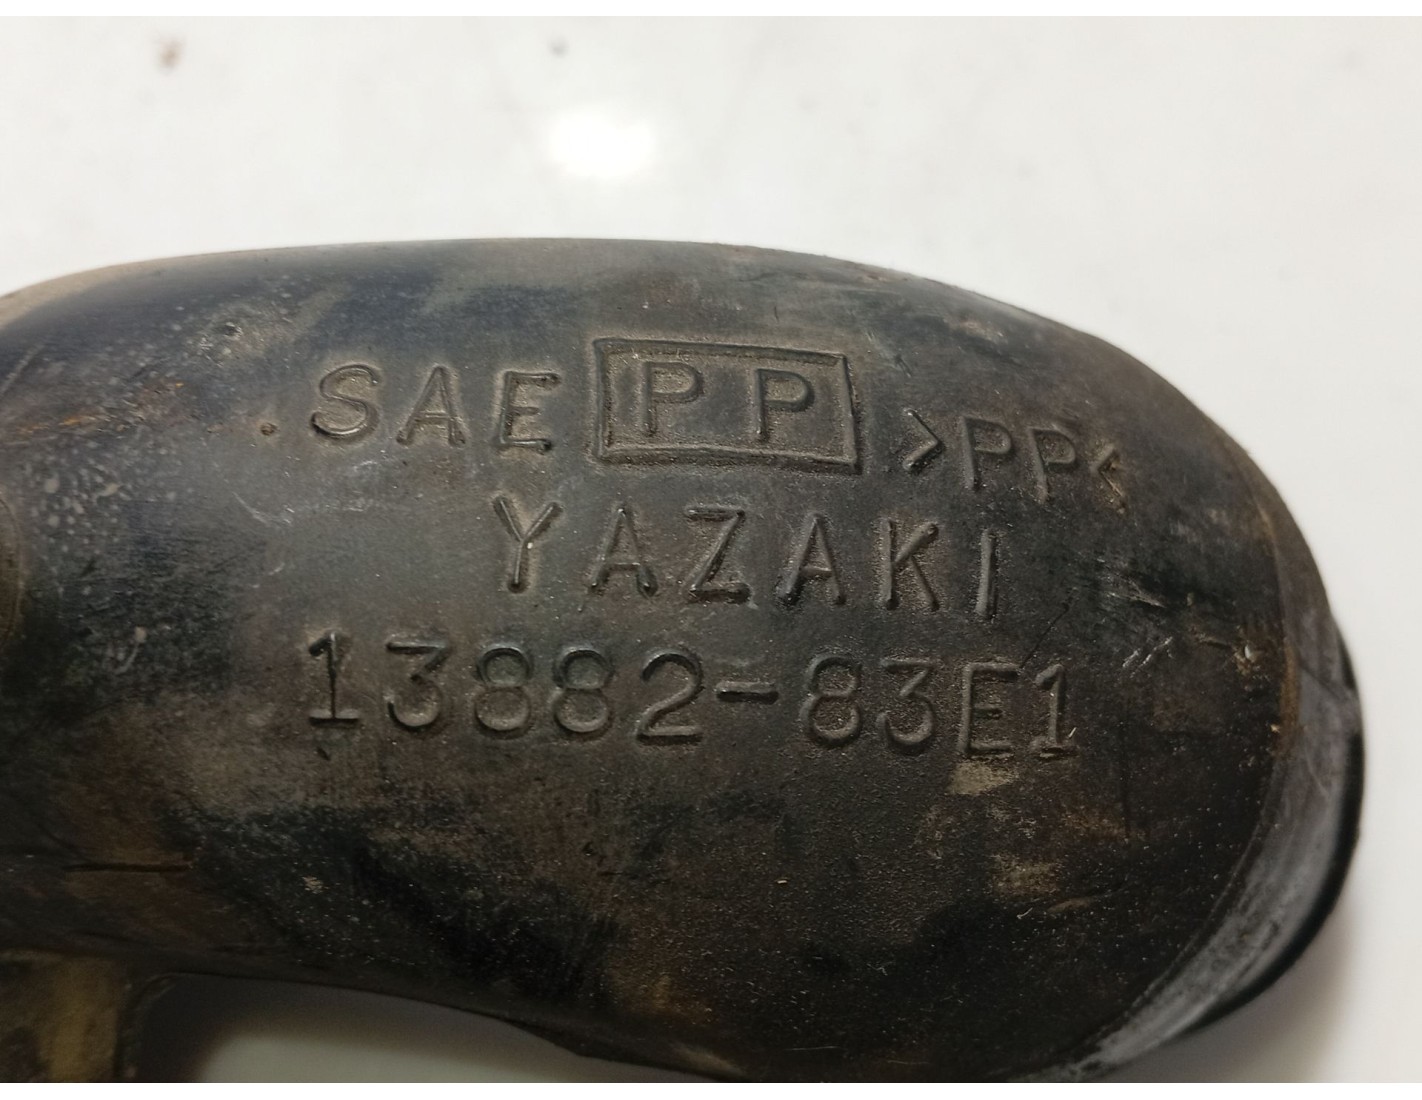 SAE PP >PP<
YAZAKI
13882-83E1